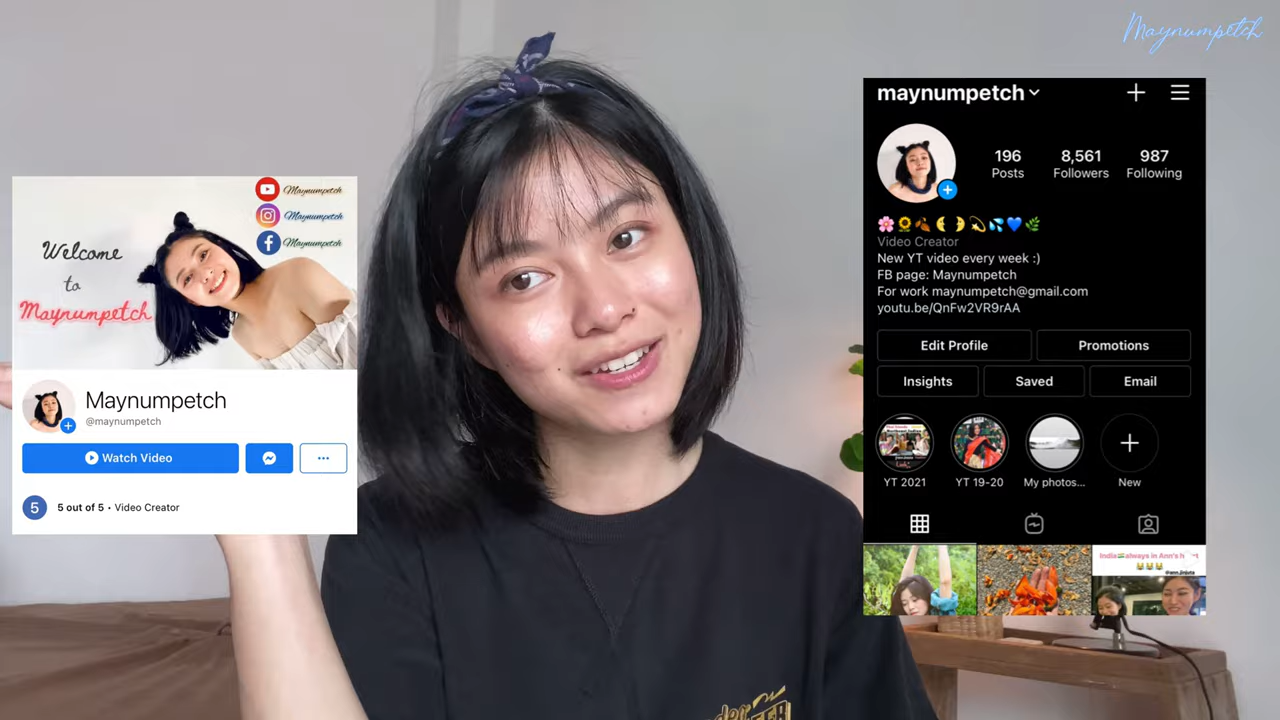 Maynumpetch
Maynumpetch
Maynumpetch
Maynumpetch
Welcome
to
Maynumpetch
Maynumpetch
@maynumpetch
Watch Video
5
5 out of 5 • Video Creator
maynumpetch
196
8,561
987
Posts
Followers
Following
Video Creator
New YT video every week :)
FB page: Maynumpetch
For work maynumpetch@gmail.com
youtu.be/QnFw2VR9rAA
Edit Profile
Promotions
Insights
Saved
Email
YT 2021
YT 19-20
My photos...
New